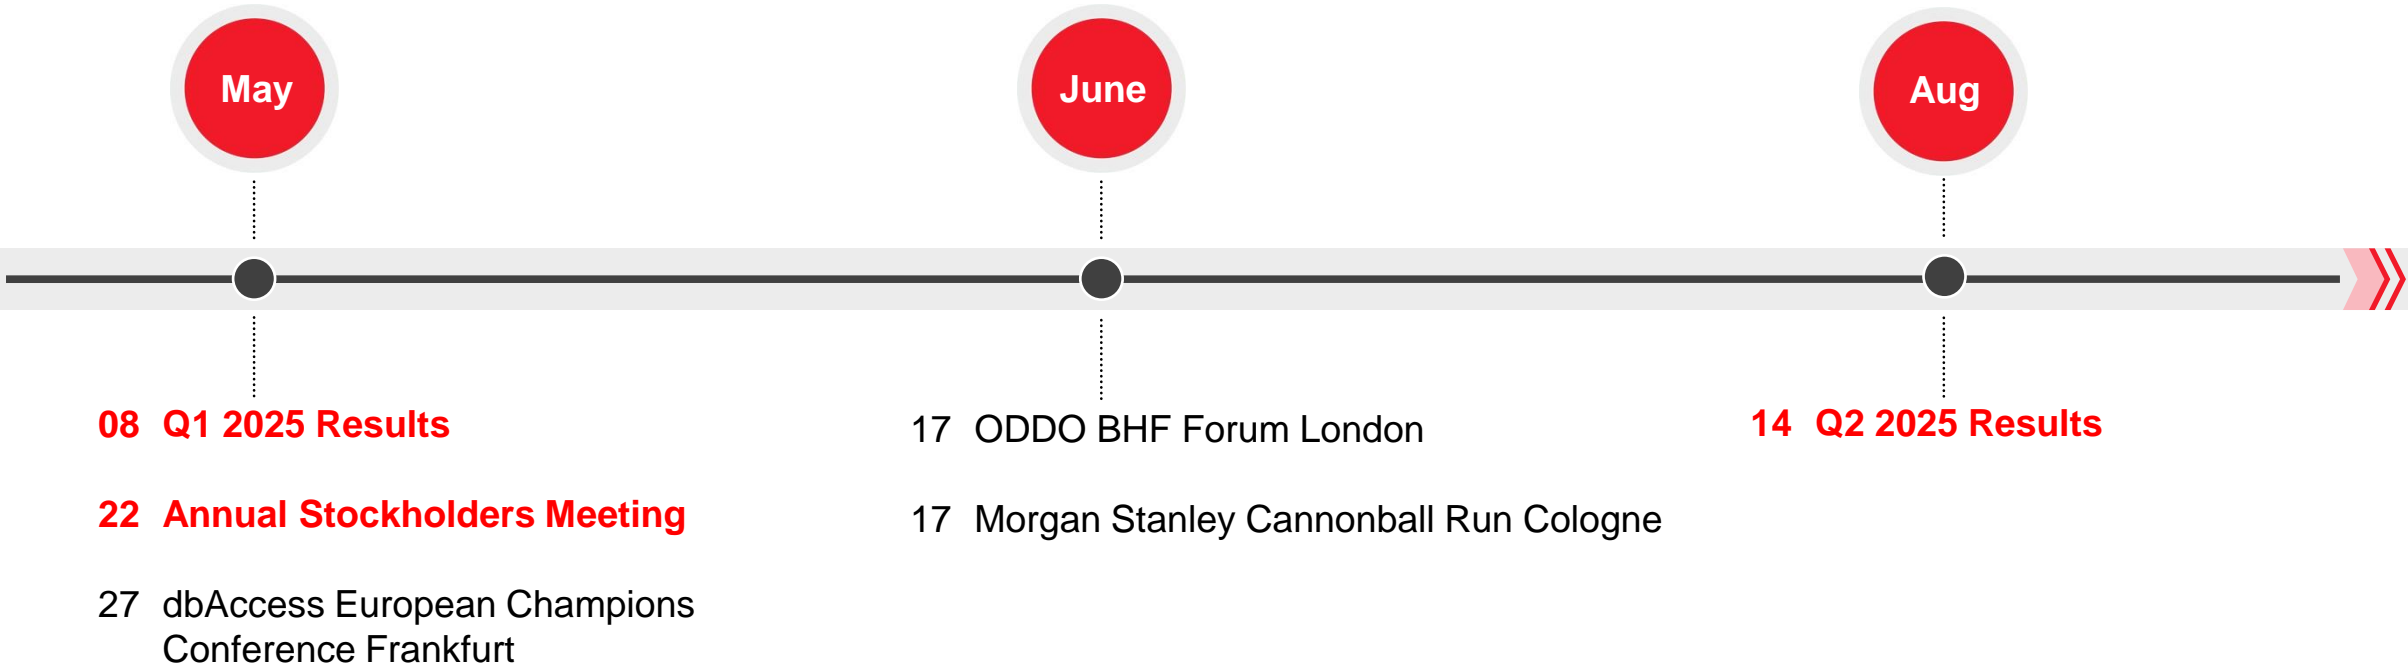 May
June
Aug
08 Q1 2025 Results
22 Annual Stockholders Meeting
27 dbAccess European Champions
Conference Frankfurt
17 ODDO BHF Forum London
17 Morgan Stanley Cannonball Run Cologne
14 Q2 2025 Results